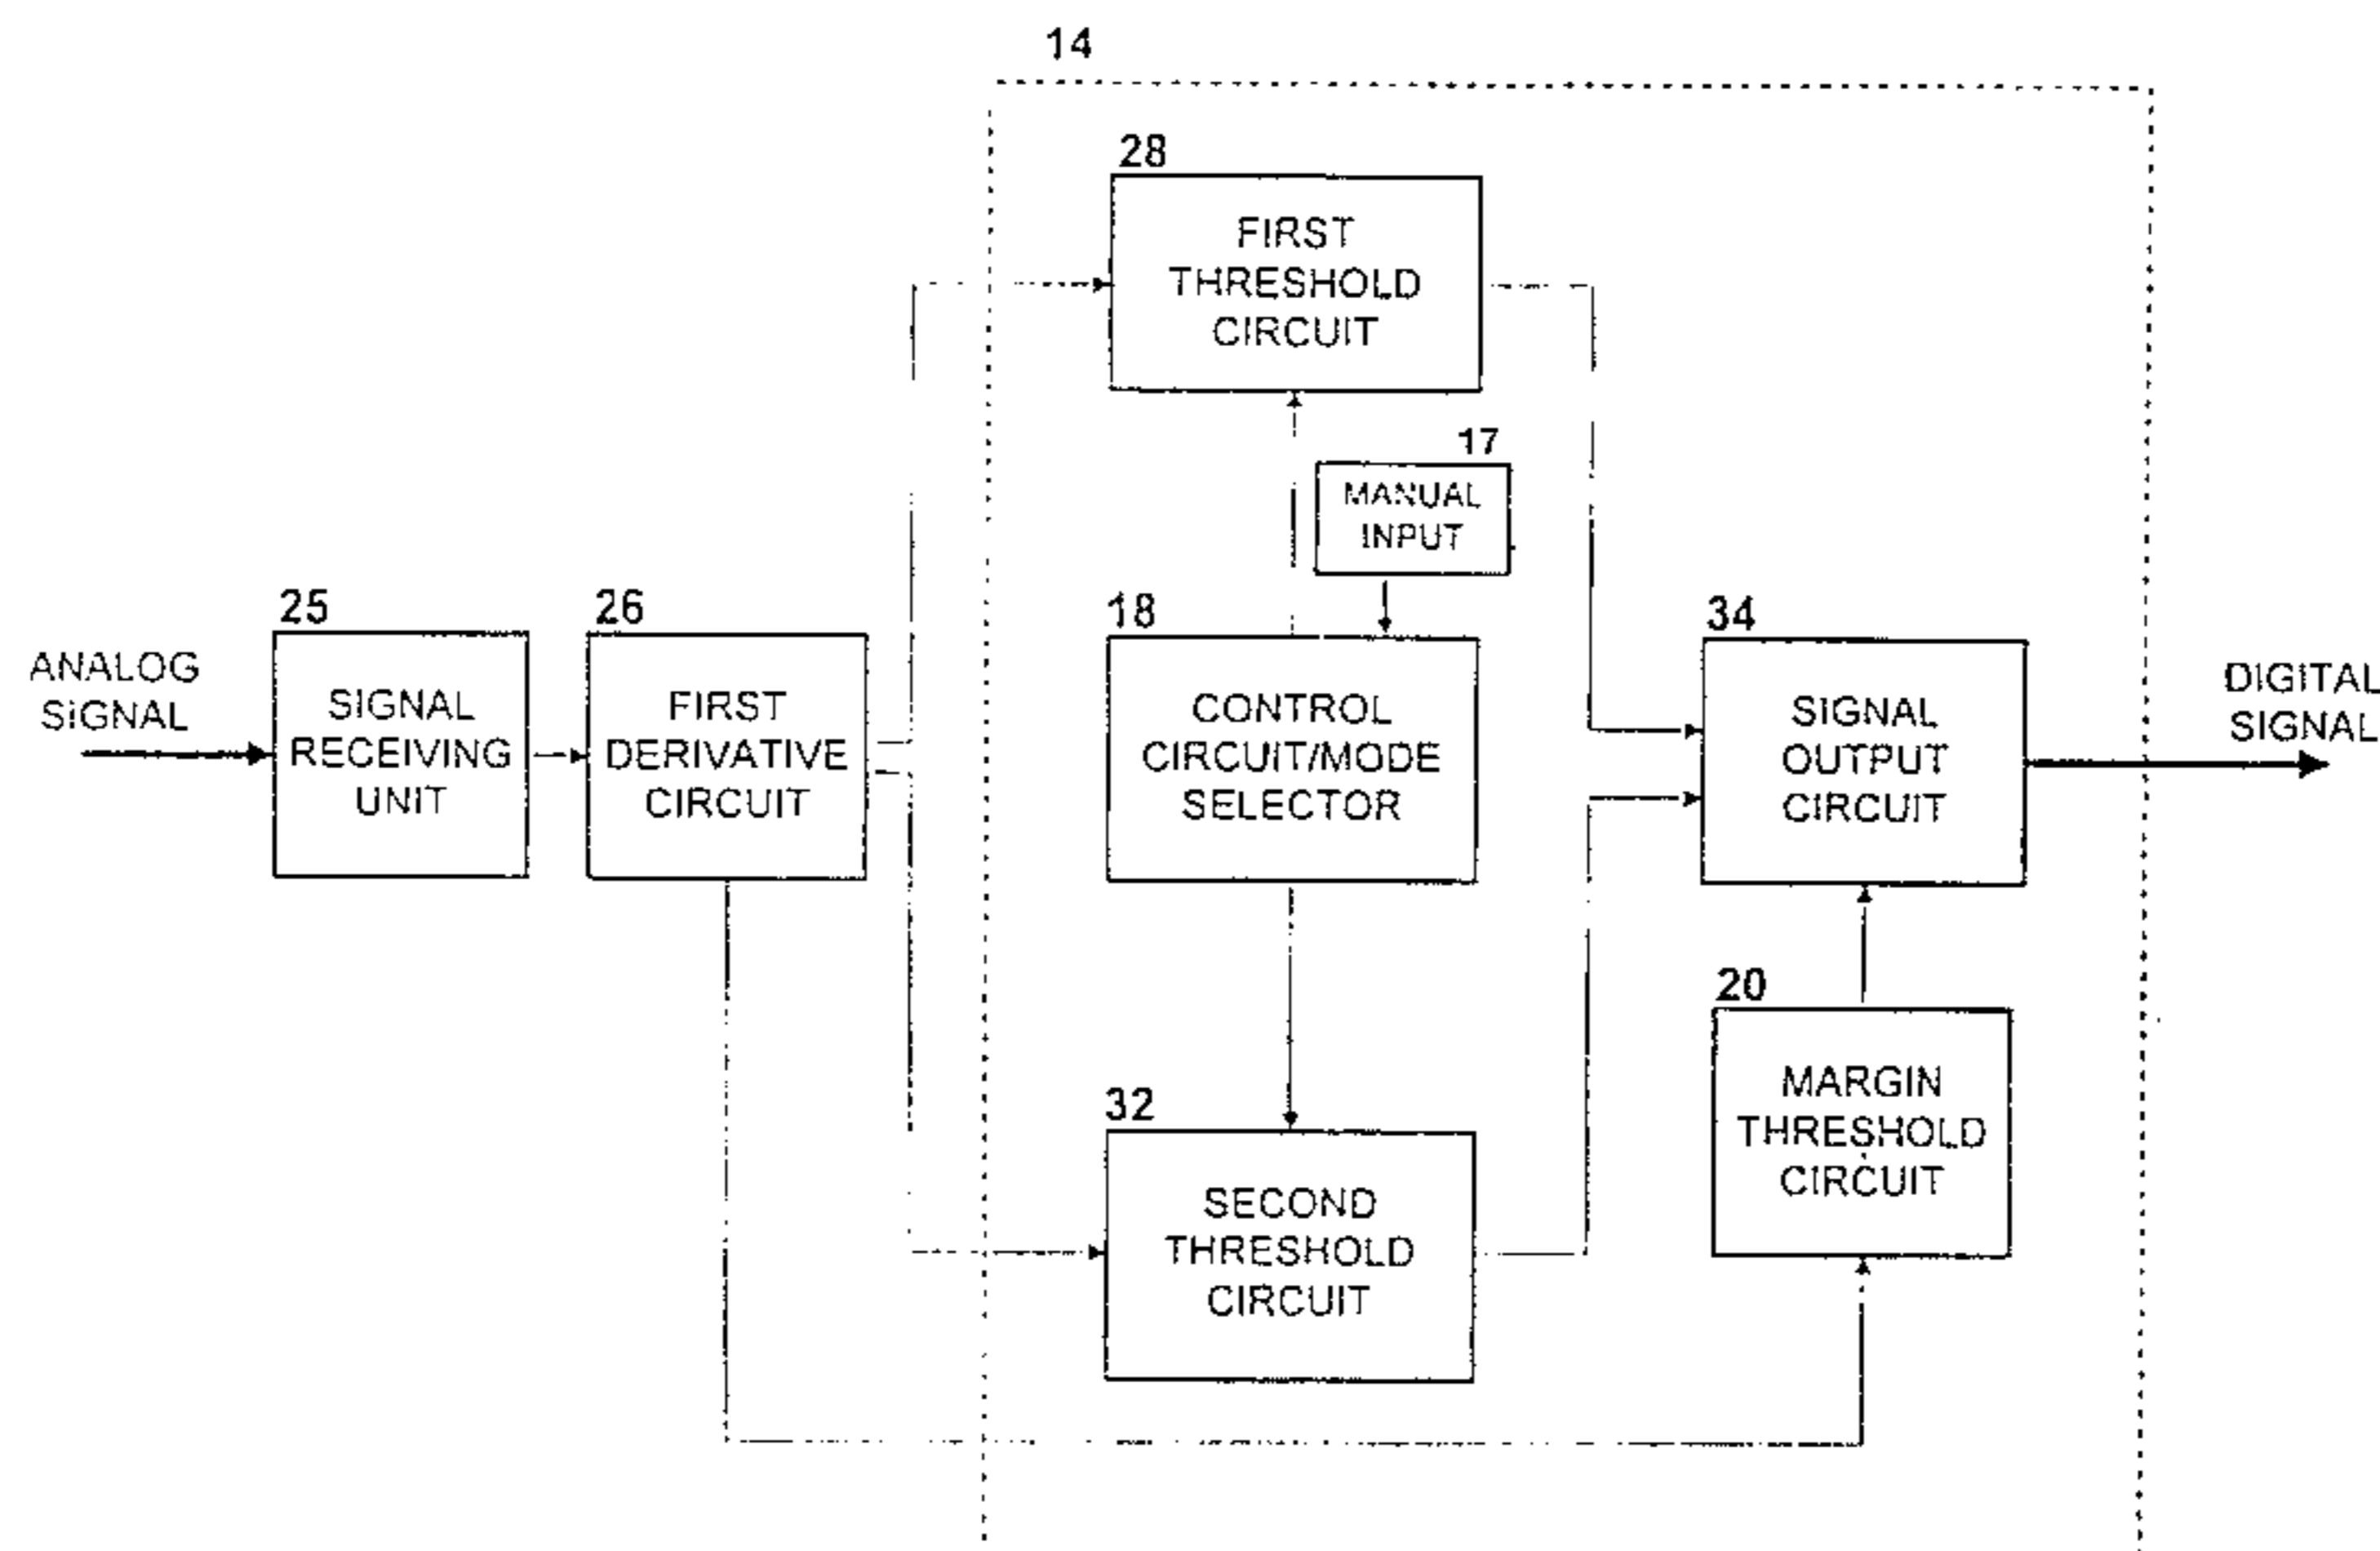 14
28
FIRST
THRESHOLD
CIRCUIT
17
MANUAL
INPUT
25
26
18
34
ANALOG
SIGNAL
SIGNAL
RECEIVING
UNIT
FIRST
DERIVATIVE
CIRCUIT
CONTROL
CIRCUIT/MODE
SELECTOR
SIGNAL
OUTPUT
CIRCUIT
DIGITAL
SIGNAL
20
MARGIN
THRESHOLD
CIRCUIT
32
SECOND
THRESHOLD
CIRCUIT